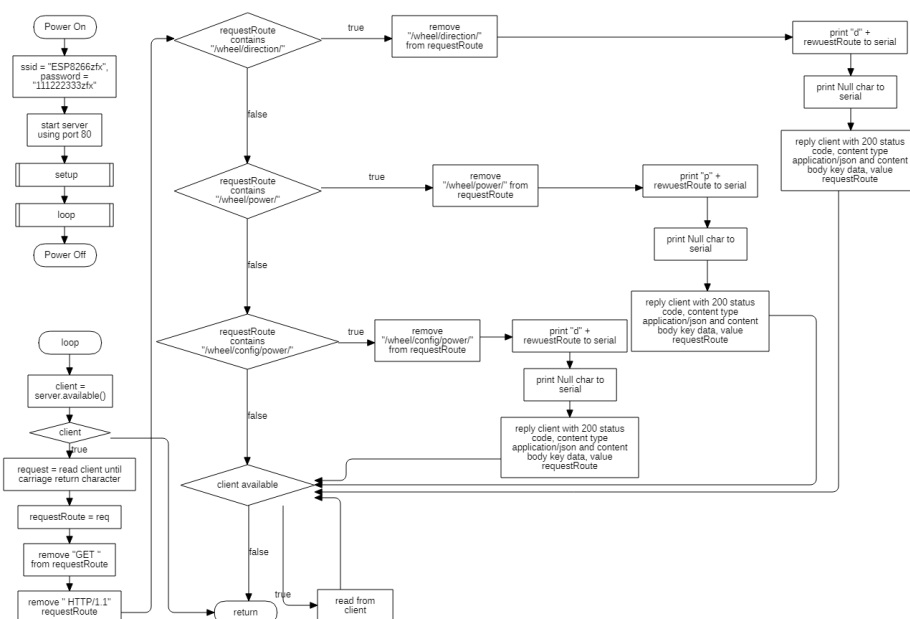 Power On
ssid = "ESP8266zfx",
password =
"111222333zfx"
start server
using port 80
setup
loop
Power Off
loop
client =
server.available()
client
true
request = read client until
carriage return character
requestRoute = req
remove "GET "
from requestRoute
remove " HTTP/1.1"
requestRoute
requestRoute
contains
"/wheel/direction/"
true
remove
"/wheel/direction/"
from requestRoute
print "d" +
rewuestRoute to serial
print Null char to
serial
reply client with 200 status
code, content type
application/json and content
body key data, value
requestRoute
false
requestRoute
contains
"/wheel/power/"
true
remove
"/wheel/power/" from
requestRoute
print "p" +
rewuestRoute to serial
print Null char to
serial
reply client with 200 status
code, content type
application/json and content
body key data, value
requestRoute
false
requestRoute
contains
"/wheel/config/power/"
true
remove
"/wheel/config/power/"
from requestRoute
print "d" +
rewuestRoute to serial
print Null char to
serial
reply client with 200 status
code, content type
application/json and content
body key data, value
requestRoute
false
client available
false
true
read from
client
return